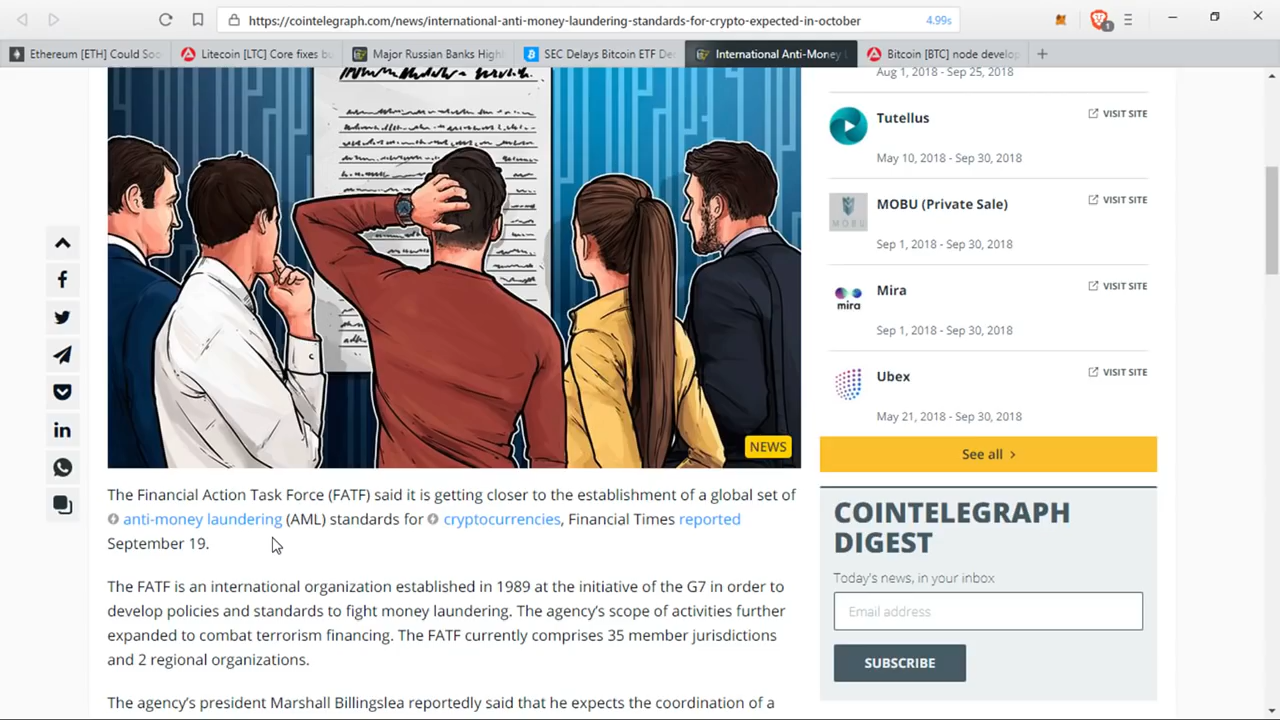 https://cointelegraph.com/news/international-anti-money-laundering-standards-for-crypto-expected-in-october
4.99s
1
Ethereum [ETH] Could Soo
Litecoin [LTC] Core fixes bu
Major Russian Banks Highl
SEC Delays Bitcoin ETF De
International Anti-Money
Bitcoin [BTC] node develop
NEWS
The Financial Action Task Force (FATF) said it is getting closer to the establishment of a global set of
anti-money laundering (AML) standards for cryptocurrencies, Financial Times reported
September 19.
The FATF is an international organization established in 1989 at the initiative of the G7 in order to
develop policies and standards to fight money laundering. The agency's scope of activities further
expanded to combat terrorism financing. The FATF currently comprises 35 member jurisdictions
and 2 regional organizations.
The agency's president Marshall Billingslea reportedly said that he expects the coordination of a
Aug 1, 2018 - Sep 25, 2018
Tutellus
VISIT SITE
May 10, 2018 - Sep 30, 2018
MOBU
MOBU (Private Sale)
VISIT SITE
Sep 1, 2018 - Sep 30, 2018
mira
Mira
VISIT SITE
Sep 1, 2018 - Sep 30, 2018
Ubex
VISIT SITE
May 21, 2018 - Sep 30, 2018
See all
COINTELEGRAPH
DIGEST
Today's news, in your inbox
Email address
SUBSCRIBE